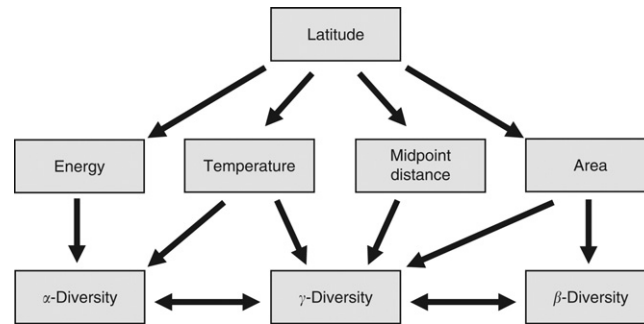 Latitude
Energy
Temperature
Midpoint
distance
Area
α-Diversity
γ-Diversity
β-Diversity